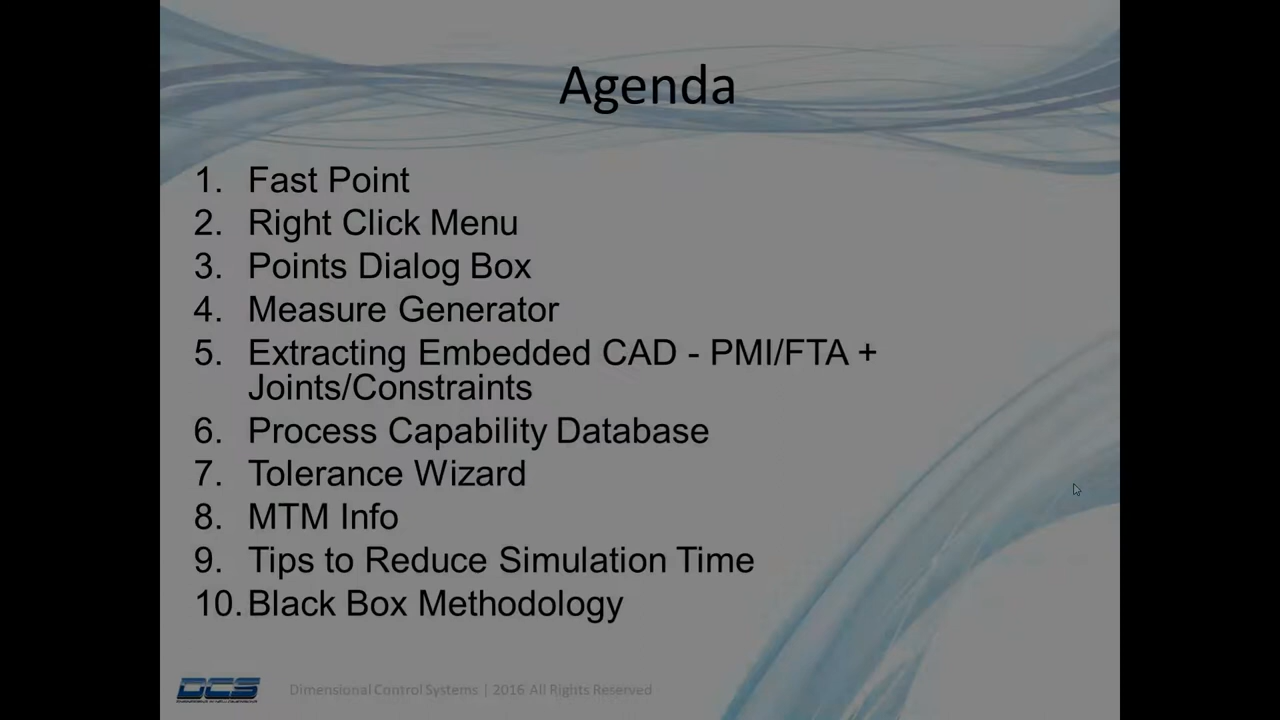 Agenda
1. Fast Point
2. Right Click Menu
3. Points Dialog Box
4. Measure Generator
5. Extracting Embedded CAD - PMI/FTA +
Joints/Constraints
6. Process Capability Database
7. Tolerance Wizard
8. MTM Info
9. Tips to Reduce Simulation Time
10. Black Box Methodology
DCS
Dimensional Control Systems | 2016 All Rights Reserved